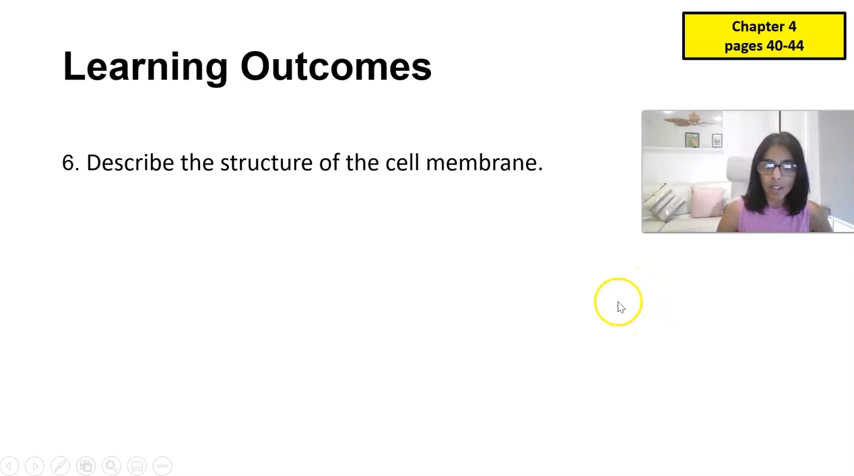 Chapter 4
pages 40-44
Learning Outcomes
6. Describe the structure of the cell membrane.